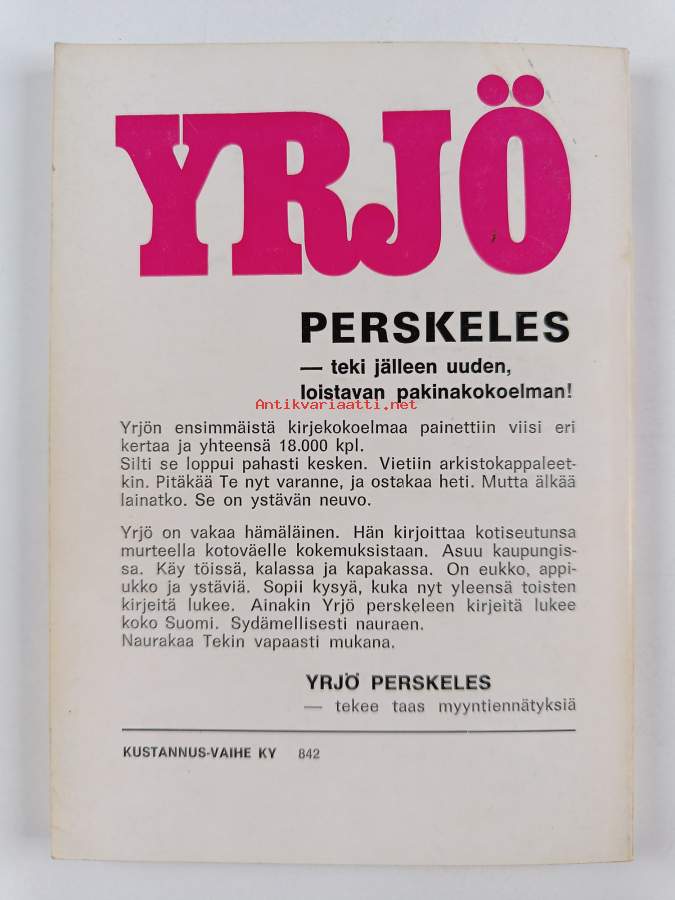 YRJÖ
PERSKELES
— teki jälleen uuden,
loistavan pakinakokoelman!
Antikvariaatti.net
Yrjön ensimmäistä kirjekokoelmaa painettiin viisi eri
kertaa ja yhteensä 18.000 kpl.
Silti se loppui pahasti kesken. Vietiin arkistokappaleet-
kin. Pitäkää Te nyt varanne, ja ostakaa heti. Mutta älkää
lainatko. Se on ystävän neuvo.
Yrjö on vakaa hämäläinen. Hän kirjoittaa kotiseutunsa
murteella kotoväelle kokemuksistaan. Asuu kaupungis-
sa. Käy töissä, kalassa ja kapakassa. On eukko, appi-
ukko ja ystäviä. Sopii kysyä, kuka nyt yleensä toisten
kirjeitä lukee. Ainakin Yrjö perskeleen kirjeitä lukee
koko Suomi. Sydämellisesti nauraen.
Naurakaa Tekin vapaasti mukana.
YRJÖ PERSKELES
— tekee taas myyntiennätyksiä
KUSTANNUS-VAIHE KY 842